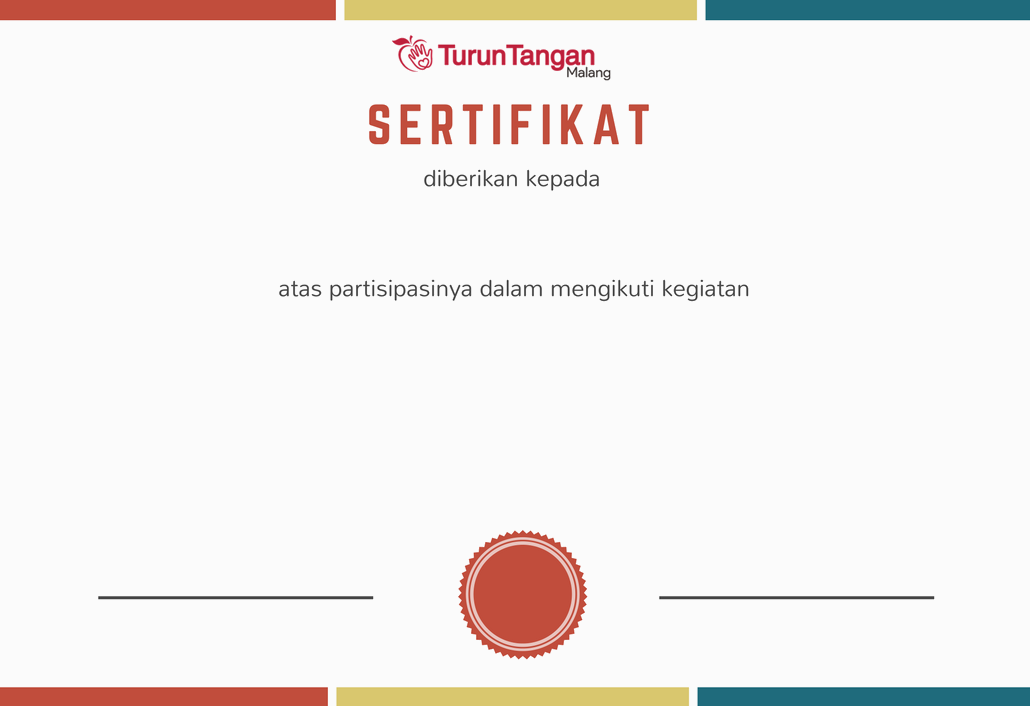 TurunTangan
Malang
SERTIFIKAT
diberikan kepada
atas partisipasinya dalam mengikuti kegiatan